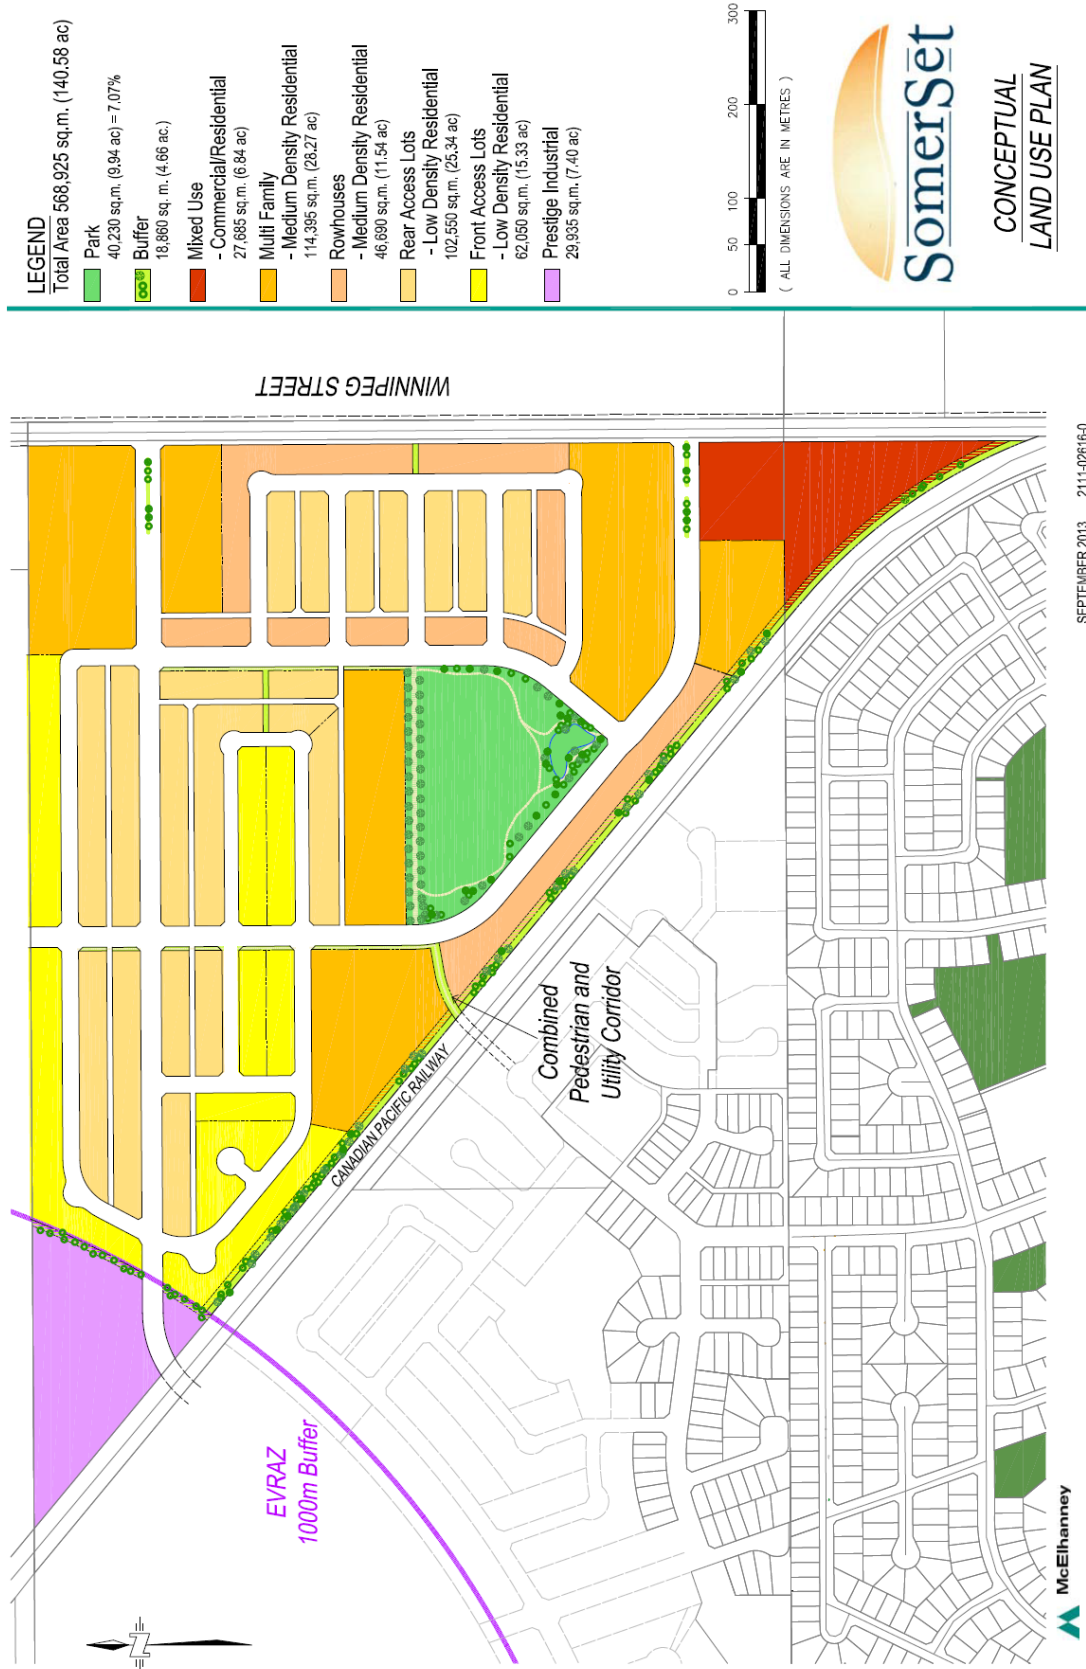 LEGEND
Total Area 568,925 sq.m. (140.58 ac)
Park
40,230 sq.m. (9.94 ac) = 7.07%
Buffer
18,860 sq. m. (4.66 ac.)
Mixed Use
- Commercial/Residential
27,685 sq.m. (6.84 ac)
Multi Family
- Medium Density Residential
114,395 sq.m. (28.27 ac)
Rowhouses
- Medium Density Residential
46,690 sq.m. (11.54 ac)
Rear Access Lots
- Low Density Residential
102,550 sq.m. (25.34 ac)
Front Access Lots
- Low Density Residential
62,050 sq.m. (15.33 ac)
Prestige Industrial
29,935 sq.m. (7.40 ac)
0 50 100 200 300
( ALL DIMENSIONS ARE IN METRES )
SomerSet
CONCEPTUAL
LAND USE PLAN
WINNIPEG STREET
CANADIAN PACIFIC RAILWAY
Combined
Pedestrian and
Utility Corridor
EVRAZ
1000m Buffer
N
McElhanney
SEPTEMBER 2013 2111-02616-0